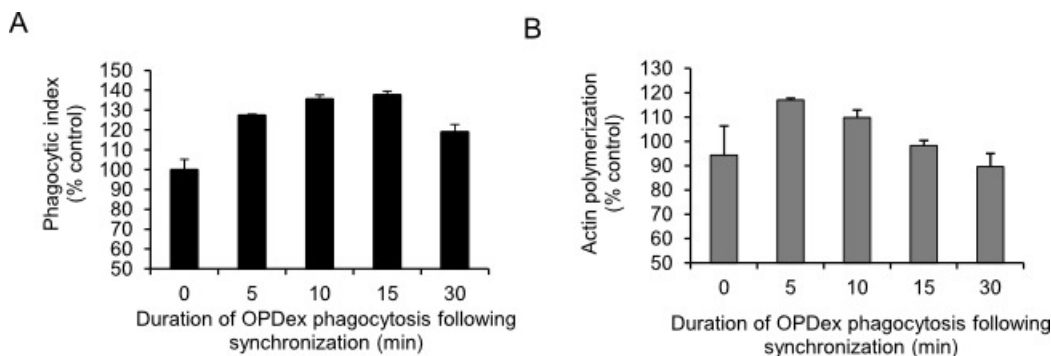 A
Phagocytic index
(% control)
150
140
130
120
110
100
90
80
70
60
50
0 5 10 15 30
Duration of OPDex phagocytosis following
synchronization (min)
B
Actin polymerization
(% control)
130
120
110
100
90
80
70
60
50
0 5 10 15 30
Duration of OPDex phagocytosis following
synchronization (min)